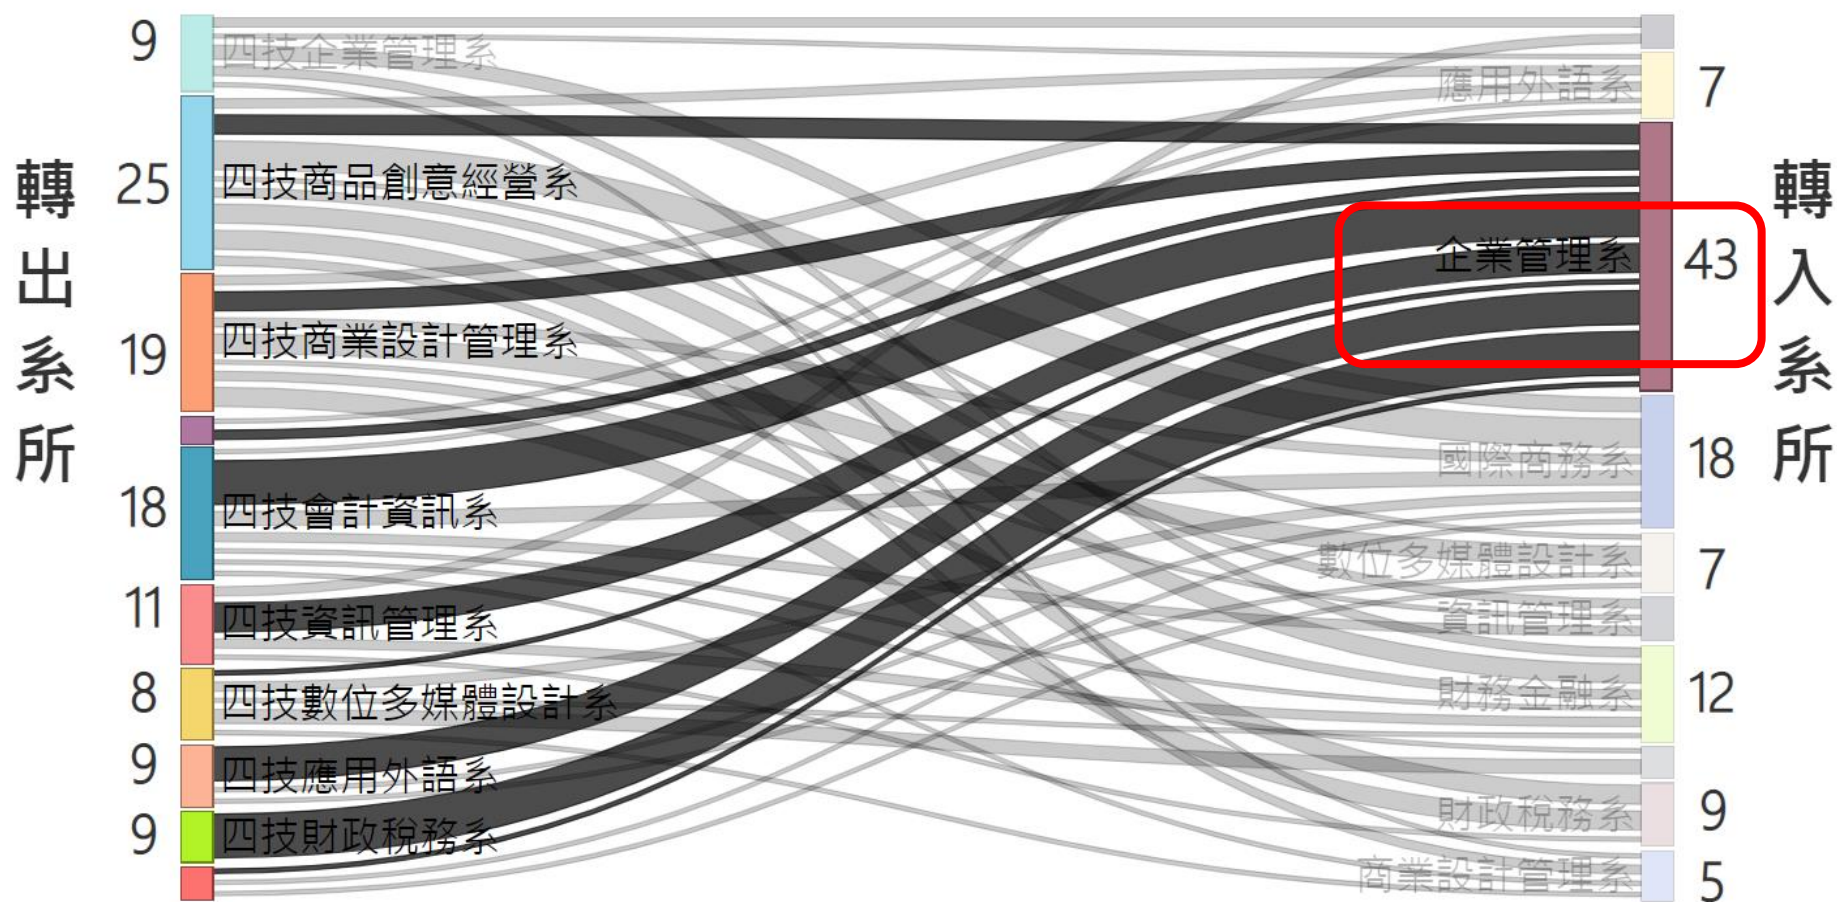 轉出系所
9 四技企業管理系
25 四技商品創意經營系
19 四技商業設計管理系
18 四技會計資訊系
11 四技資訊管理系
8 四技數位多媒體設計系
9 四技應用外語系
9 四技財政稅務系
應用外語系 7
企業管理系 43
國際商務系 18
數位多媒體設計系 7
資訊管理系
財務金融系 12
財政稅務系 9
商業設計管理系 5
轉入系所